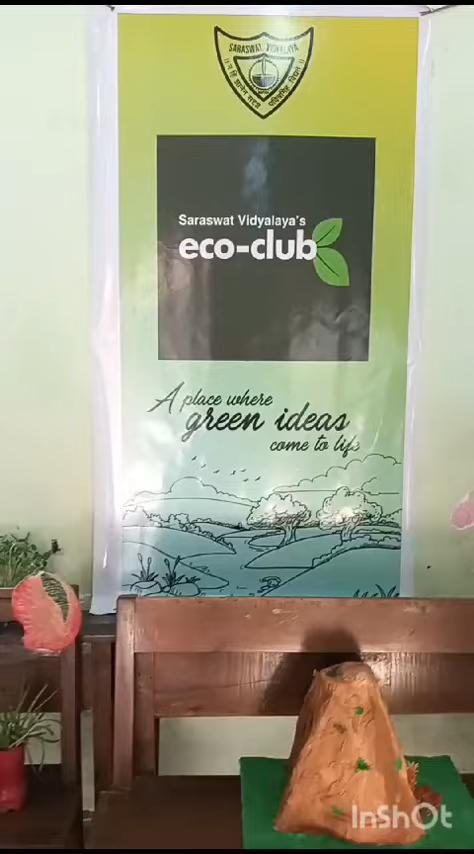 SARASWAT VIDYALAYA
Saraswat Vidyalaya's
eco-club
A place where
green ideas
come to life
InShOt